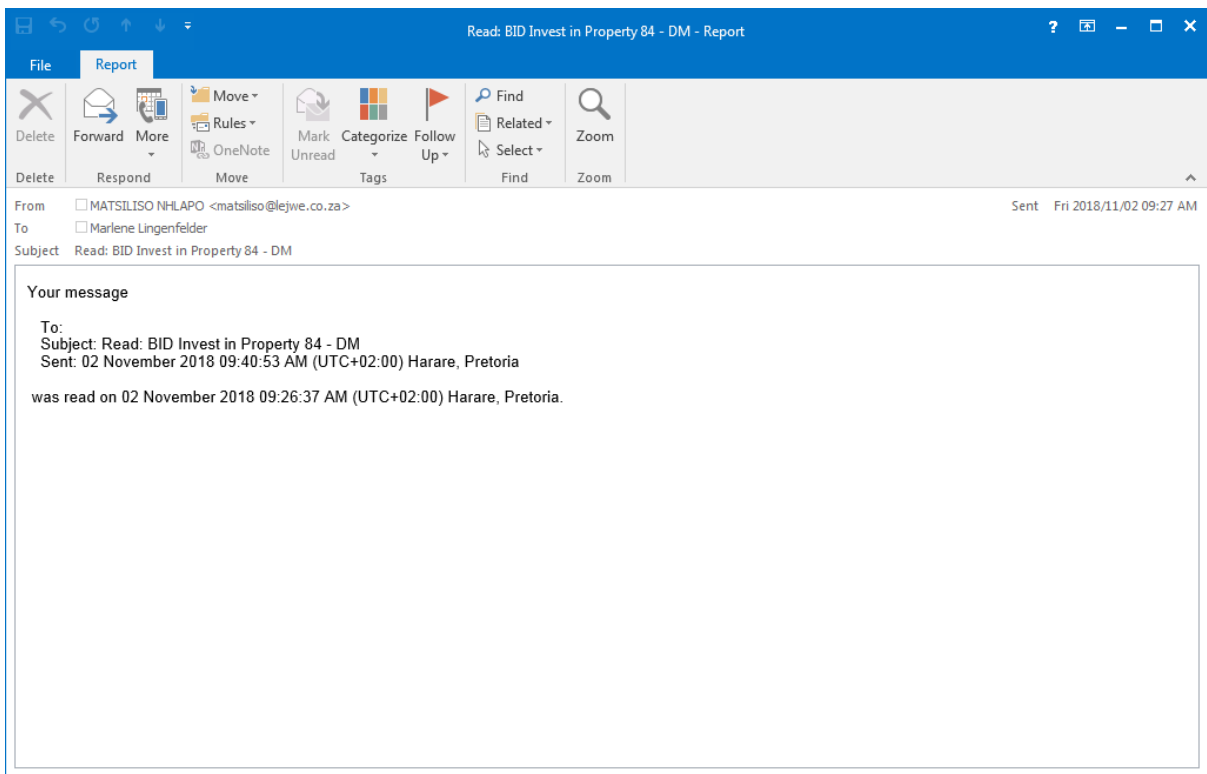 Read: BID Invest in Property 84 - DM - Report
?
File Report
Delete
Forward
More
Move
Rules
OneNote
Mark Unread
Categorize
Follow Up
Find
Related
Select
Zoom
Delete Respond Move Tags Find Zoom
From MATSILISO NHLAPO <matsiliso@lejwe.co.za> Sent Fri 2018/11/02 09:27 AM
To Marlene Lingenfelder
Subject Read: BID Invest in Property 84 - DM
Your message
To:
Subject: Read: BID Invest in Property 84 - DM
Sent: 02 November 2018 09:40:53 AM (UTC+02:00) Harare, Pretoria
was read on 02 November 2018 09:26:37 AM (UTC+02:00) Harare, Pretoria.